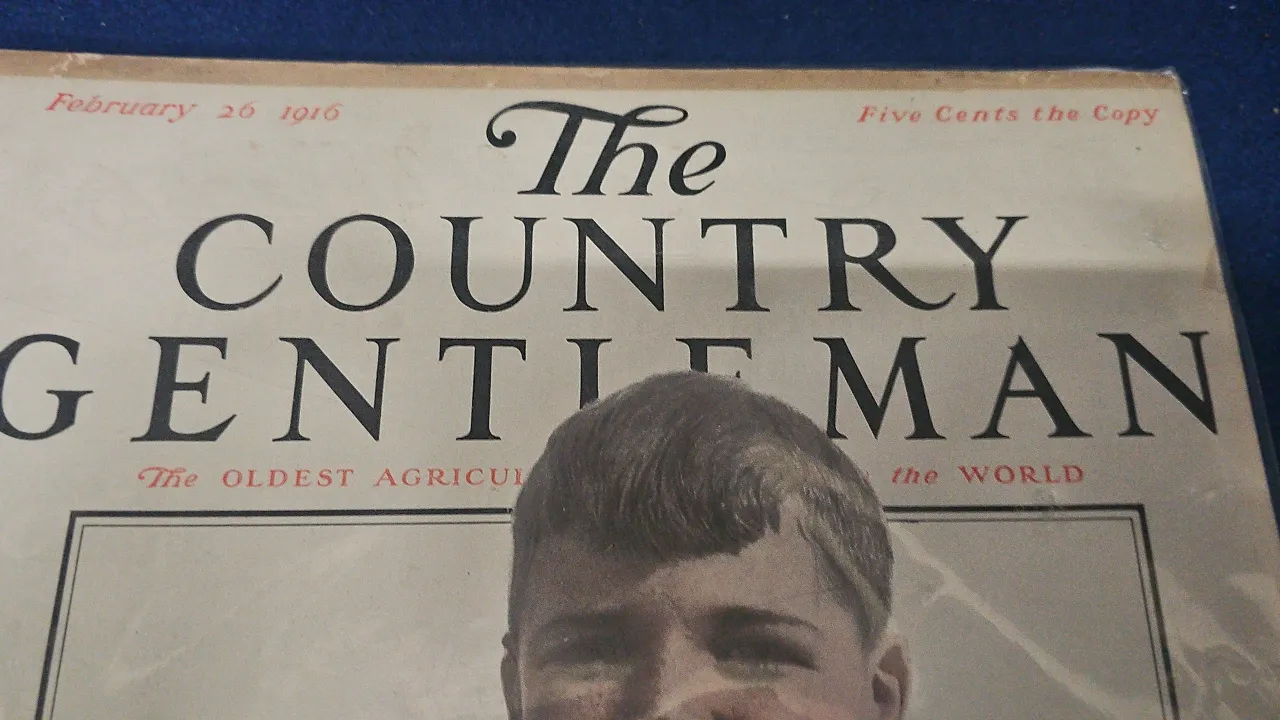 February 26 1916
Five Cents the Copy
The
COUNTRY
GENTLEMAN
The OLDEST AGRICUL the WORLD